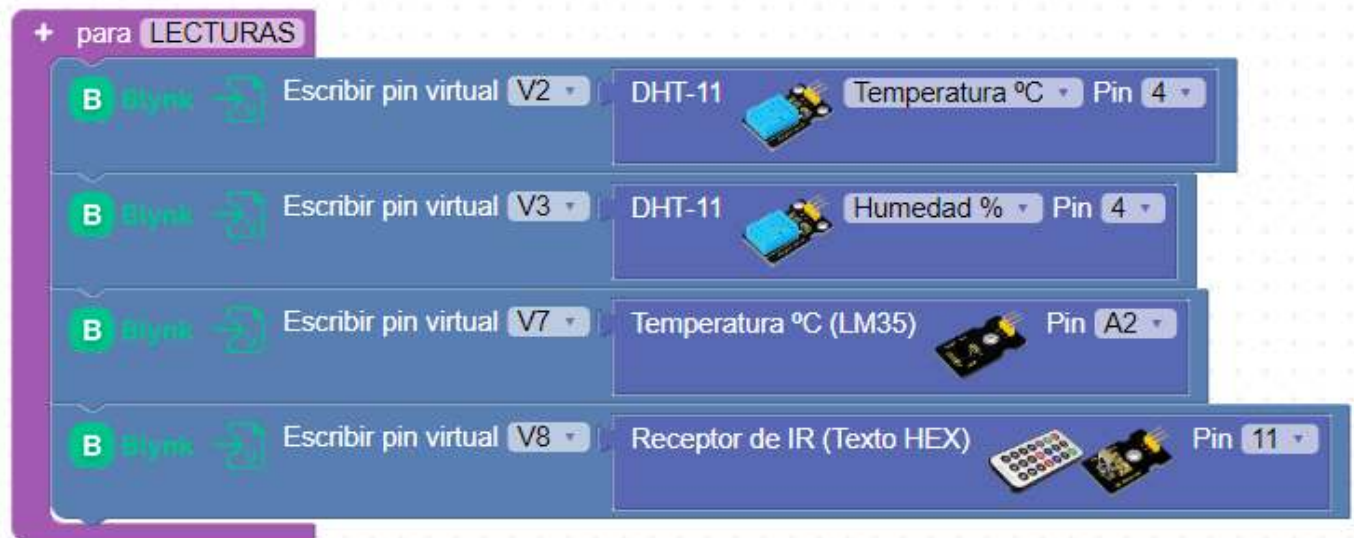 + para LECTURAS
B Blynk Escribir pin virtual V2 DHT-11 Temperatura ºC Pin 4
B Blynk Escribir pin virtual V3 DHT-11 Humedad % Pin 4
B Blynk Escribir pin virtual V7 Temperatura ºC (LM35) Pin A2
B Blynk Escribir pin virtual V8 Receptor de IR (Texto HEX) Pin 11